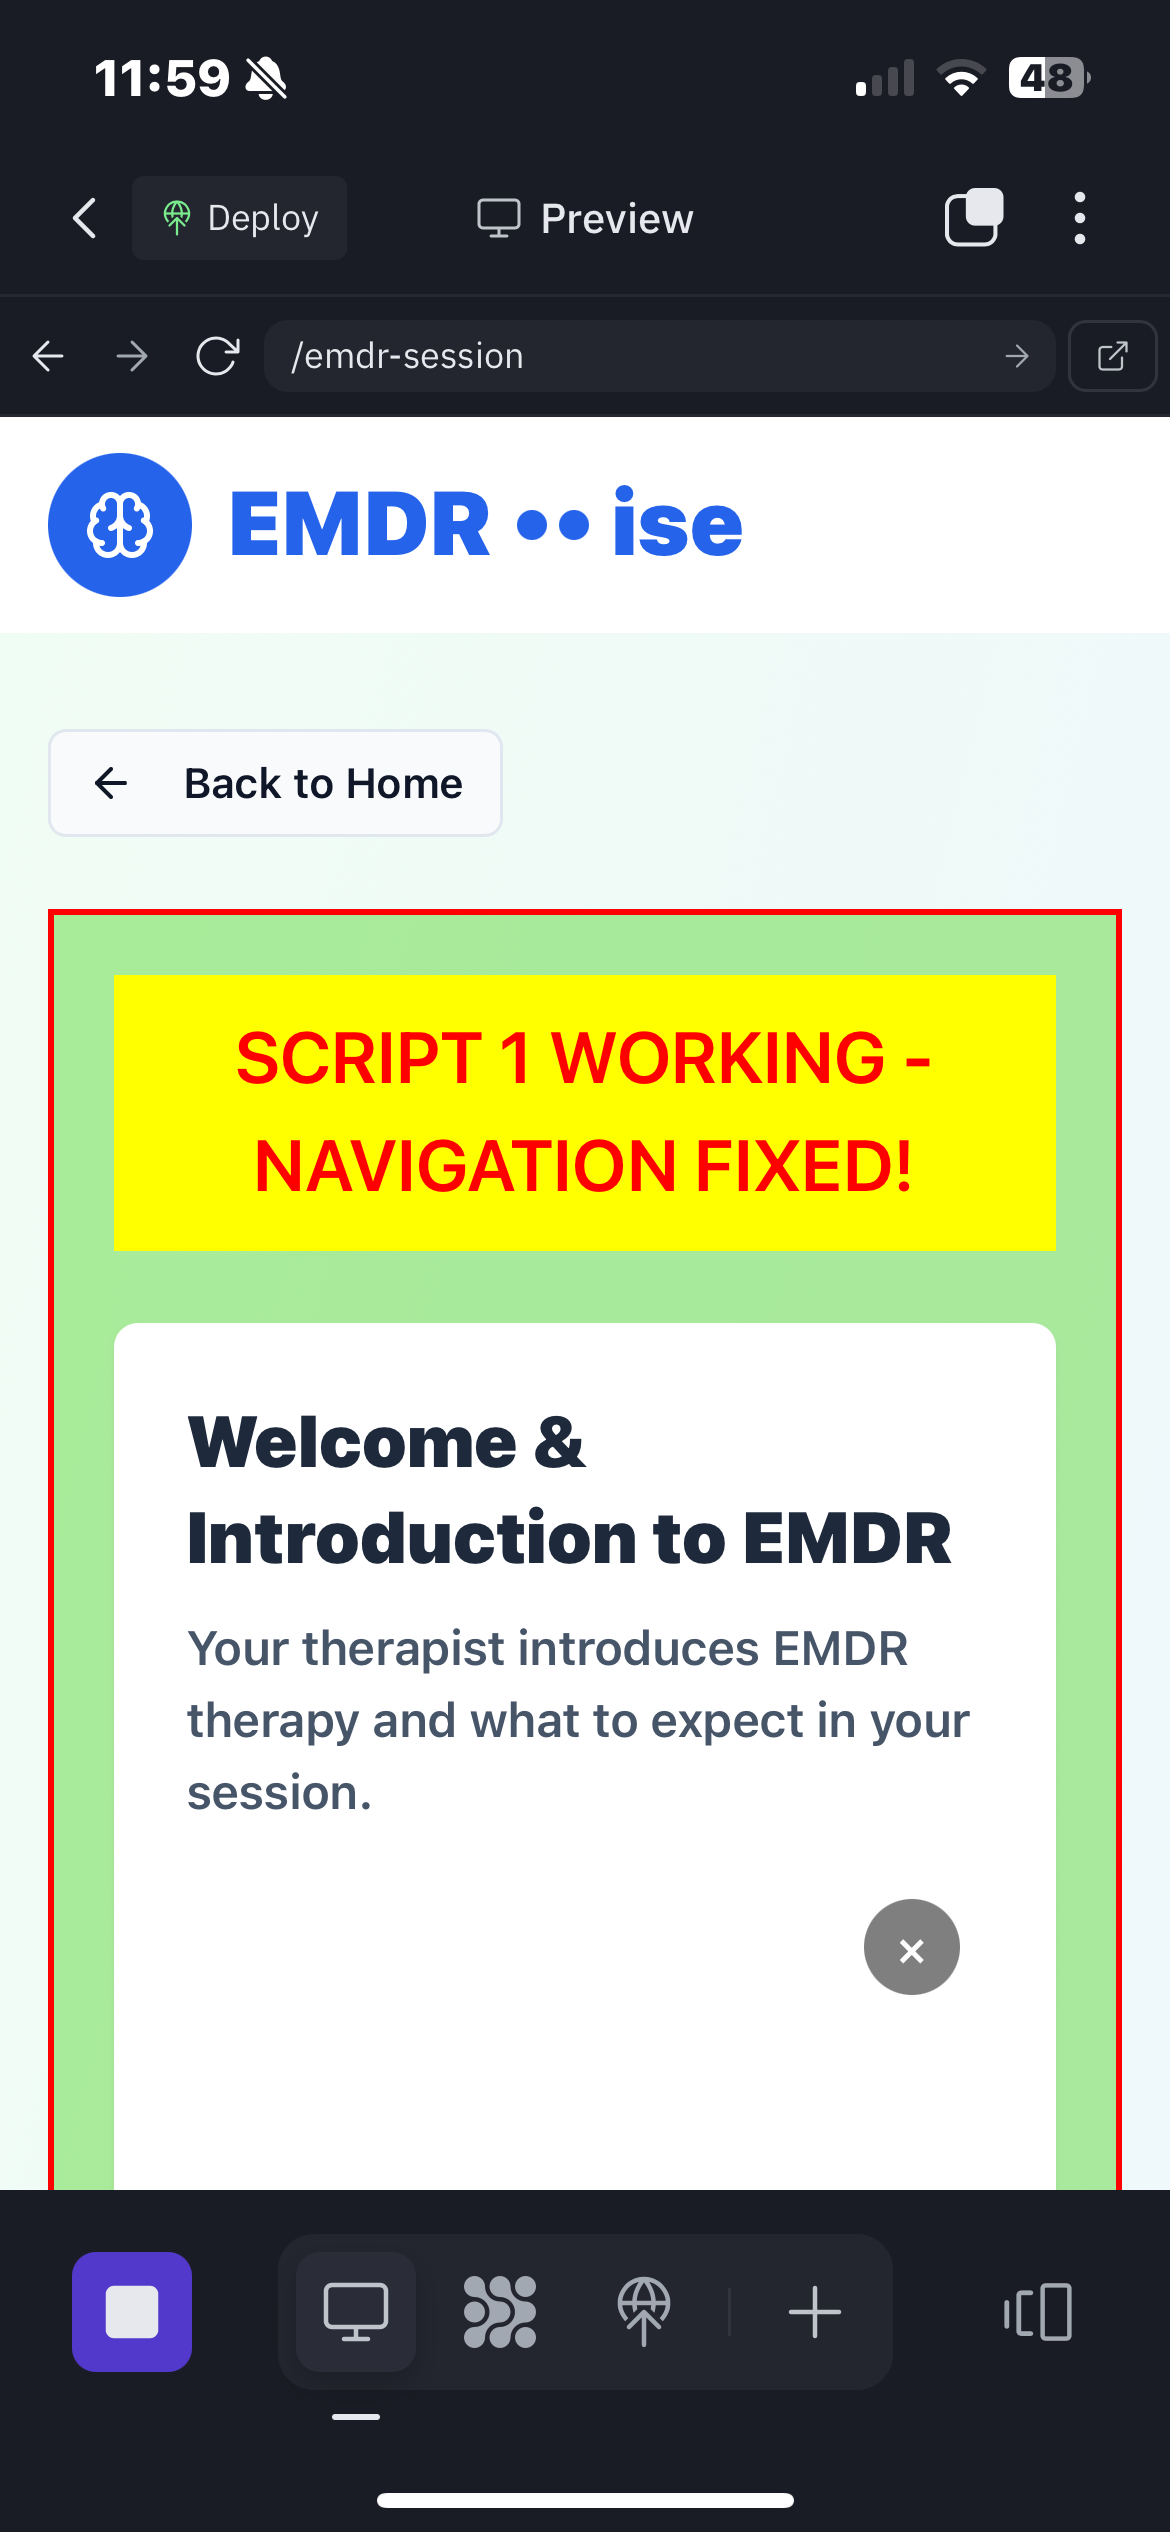 11:59
48
Deploy
Preview
/emdr-session
EMDR •• ise
Back to Home
SCRIPT 1 WORKING -
NAVIGATION FIXED!
Welcome &
Introduction to EMDR
Your therapist introduces EMDR
therapy and what to expect in your
session.
×